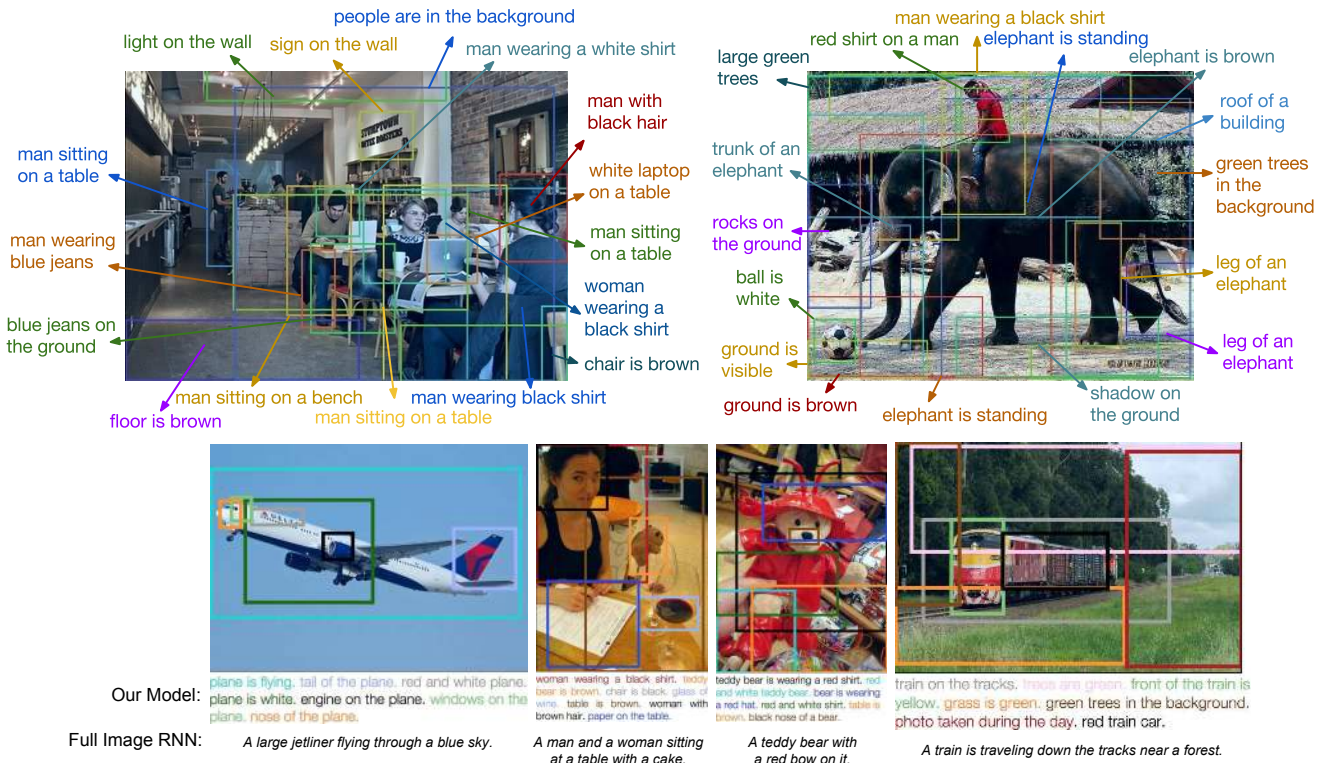 people are in the background
light on the wall
sign on the wall
man wearing a white shirt
man with
black hair
man sitting
on a table
white laptop
on a table
man wearing
blue jeans
man sitting
on a table
woman
wearing a
black shirt
blue jeans on
the ground
chair is brown
man sitting on a bench
man wearing black shirt
man sitting on a table
floor is brown
STUMPTOWN
COFFEE ROASTERS
man wearing a black shirt
red shirt on a man
elephant is standing
large green
trees
elephant is brown
roof of a
building
trunk of an
elephant
green trees
in the
background
rocks on
the ground
ball is
white
leg of an
elephant
ground is
visible
leg of an
elephant
ground is brown
elephant is standing
shadow on
the ground
DELTA
Our Model:
plane is flying. tail of the plane. red and white plane.
plane is white. engine on the plane. windows on the
plane. nose of the plane.
woman wearing a black shirt. teddy
bear is brown. chair is black. glass of
wine. table is brown. woman with
brown hair. paper on the table.
teddy bear is wearing a red shirt. red
and white teddy bear. bear is wearing
a red hat. red and white shirt. table is
brown. black nose of a bear.
train on the tracks. trees are green. front of the train is
yellow. grass is green. green trees in the background.
photo taken during the day. red train car.
Full Image RNN:
A large jetliner flying through a blue sky.
A man and a woman sitting
at a table with a cake.
A teddy bear with
a red bow on it.
A train is traveling down the tracks near a forest.